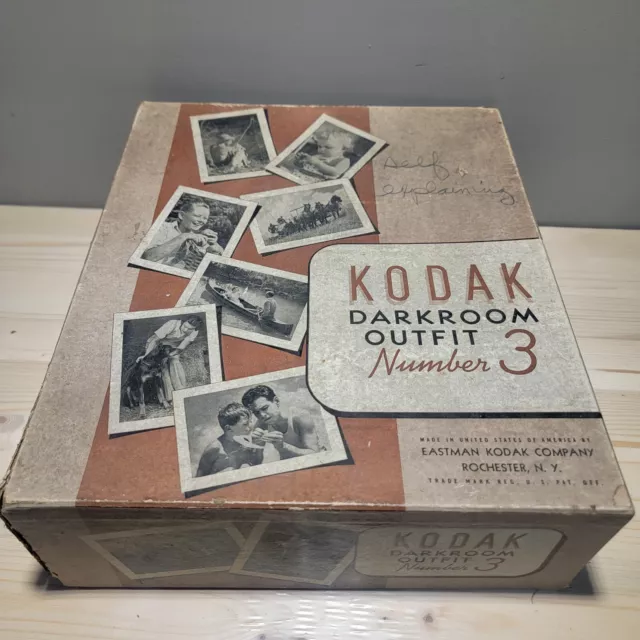 Self
explaining
KODAK
DARKROOM
OUTFIT
Number 3
MADE IN UNITED STATES OF AMERICA BY
EASTMAN KODAK COMPANY
ROCHESTER, N. Y.
TRADE MARK REG. U. S. PAT. OFF.
KODAK
DARKROOM
OUTFIT
Number 3